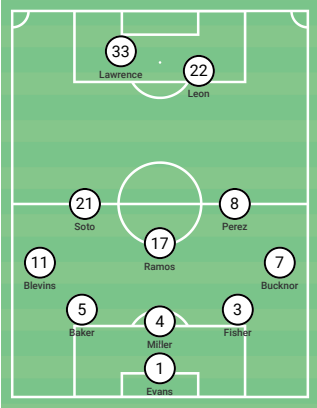 33
Lawrence
22
Leon
21
Soto
8
Perez
17
Ramos
11
Blevins
7
Bucknor
5
Baker
4
Miller
3
Fisher
1
Evans